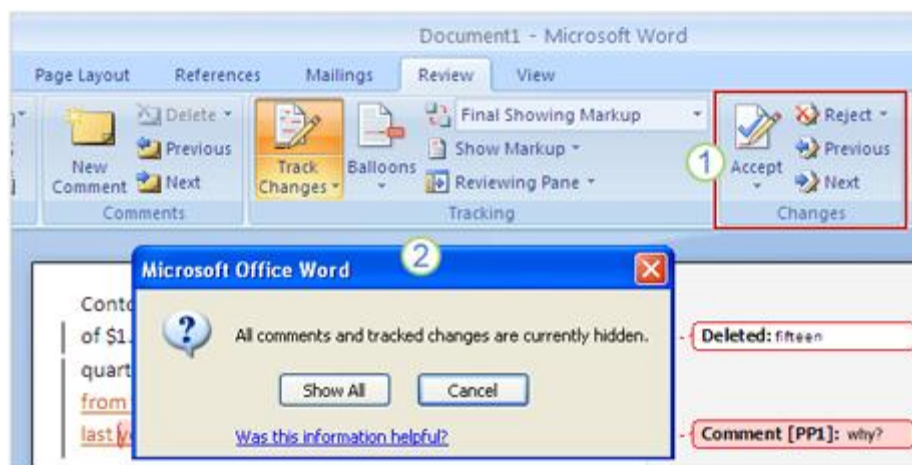 Document1 - Microsoft Word
Page Layout References Mailings Review View
New Comment
Delete
Previous
Next
Comments
Track Changes
Balloons
Final Showing Markup
Show Markup
Reviewing Pane
Tracking
1
Accept
Reject
Previous
Next
Changes
2
Microsoft Office Word
?
All comments and tracked changes are currently hidden.
Show All Cancel
Was this information helpful?
of $1.
quart
from
last
Deleted: fifteen
Comment [PP1]: why?